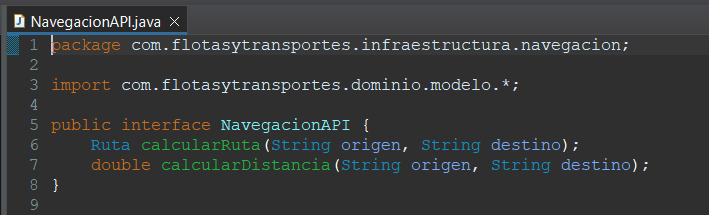 NavegacionAPI.java
1 package com.flotasytransportes.infraestructura.navegacion;
2
3 import com.flotasytransportes.dominio.modelo.*;
4
5 public interface NavegacionAPI {
6     Ruta calcularRuta(String origen, String destino);
7     double calcularDistancia(String origen, String destino);
8 }
9